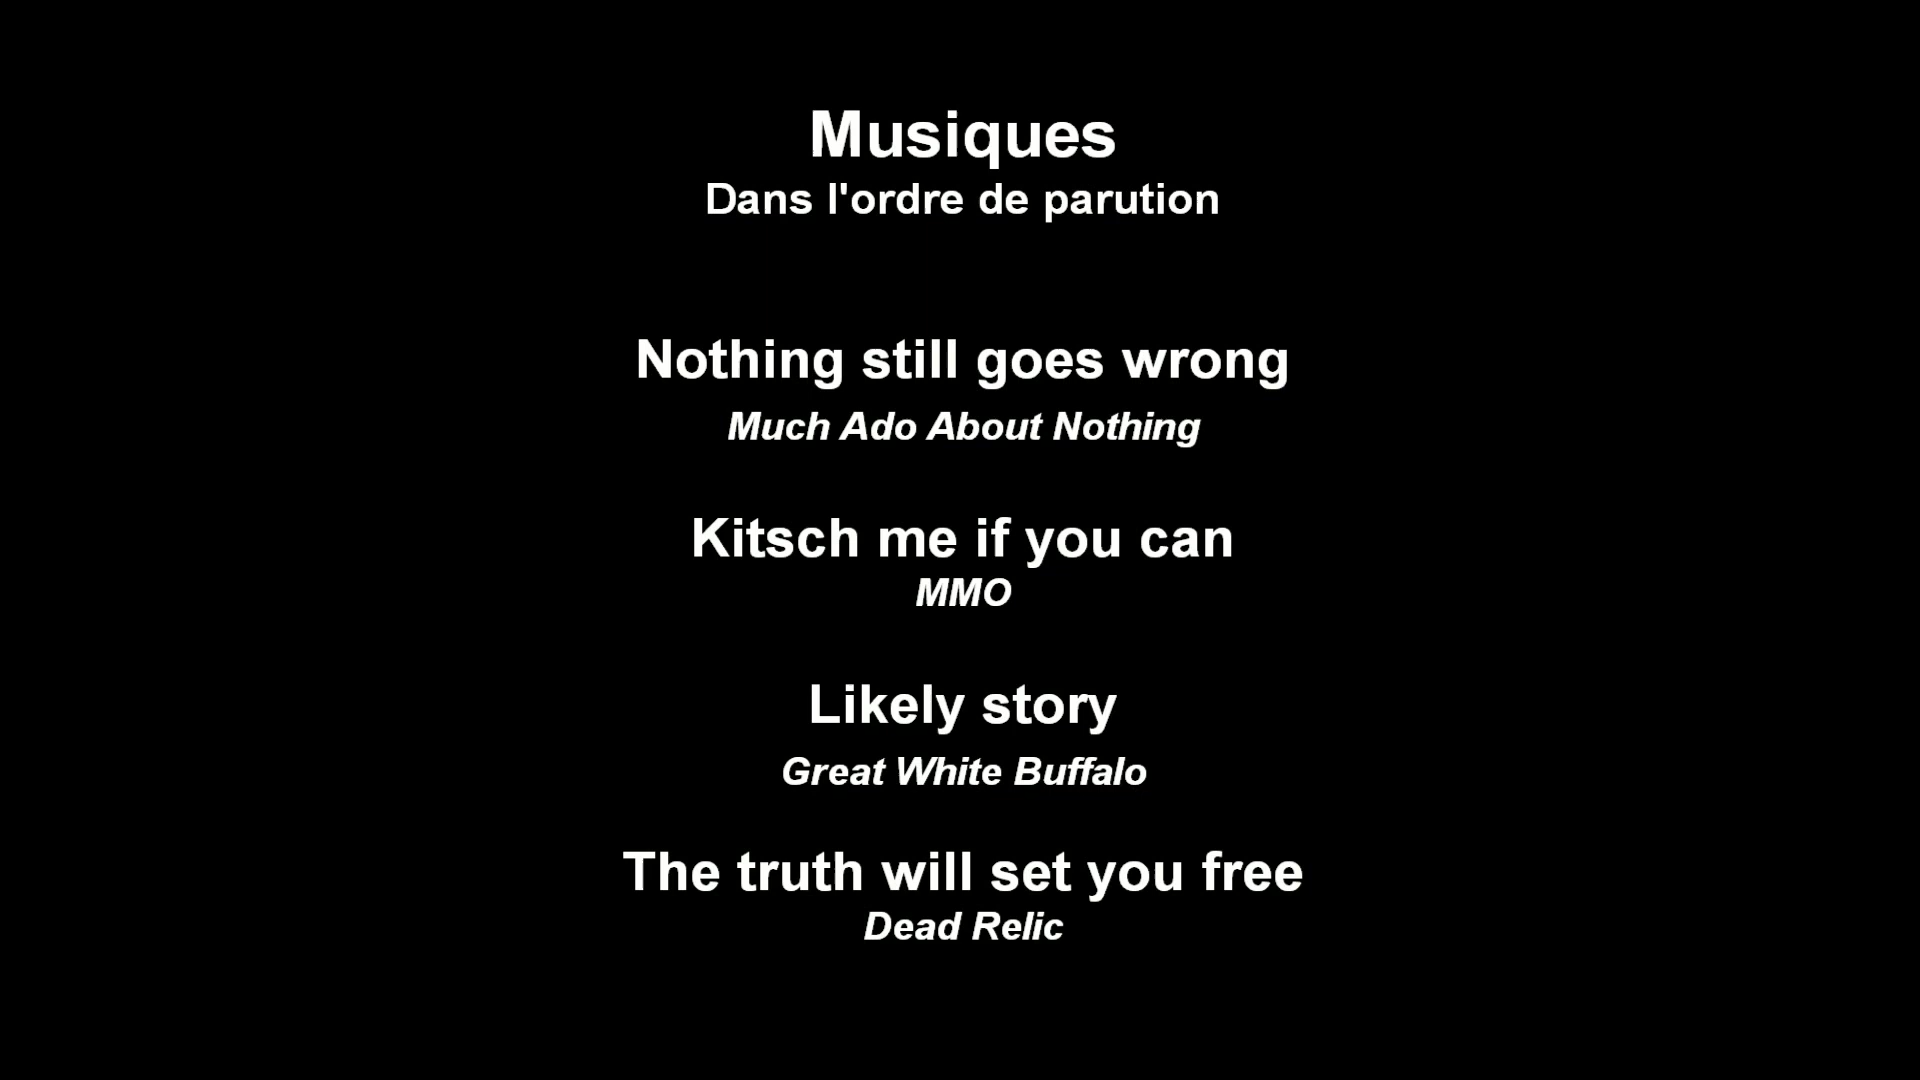 Musiques
Dans l'ordre de parution
Nothing still goes wrong
Much Ado About Nothing
Kitsch me if you can
MMO
Likely story
Great White Buffalo
The truth will set you free
Dead Relic